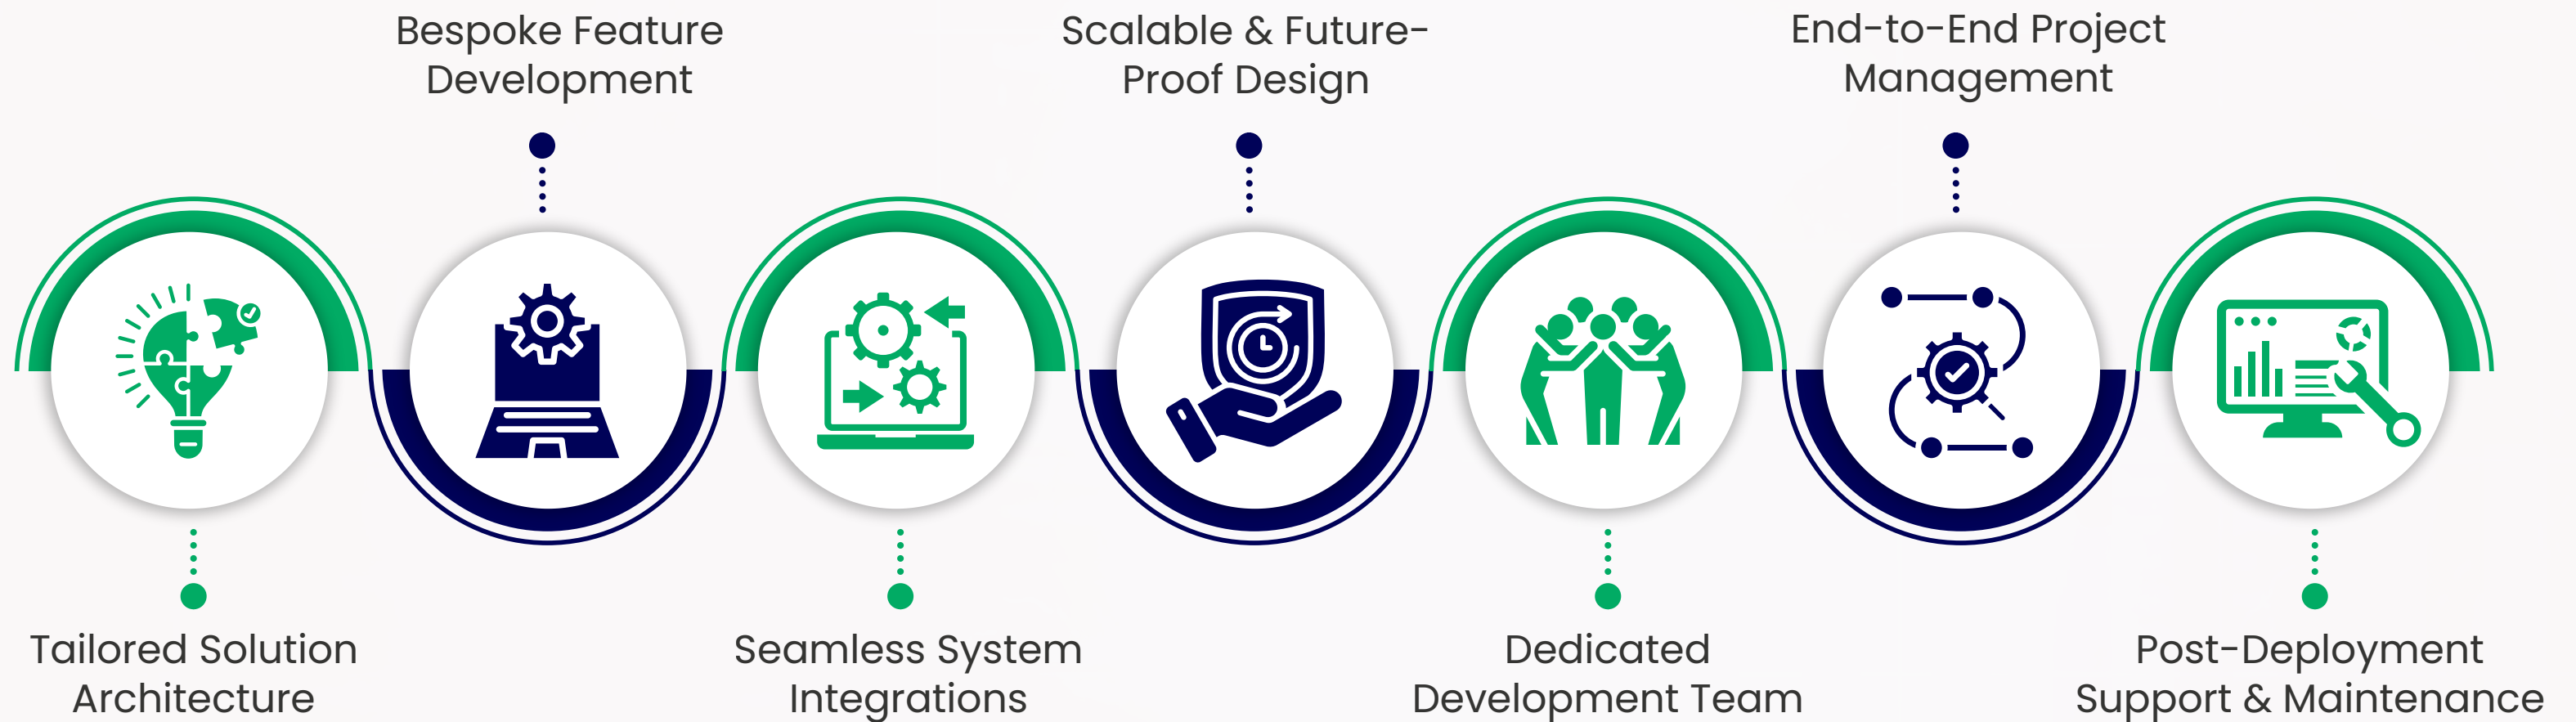 Bespoke Feature
Development
Scalable & Future-
Proof Design
End-to-End Project
Management
Tailored Solution
Architecture
Seamless System
Integrations
Dedicated
Development Team
Post-Deployment
Support & Maintenance